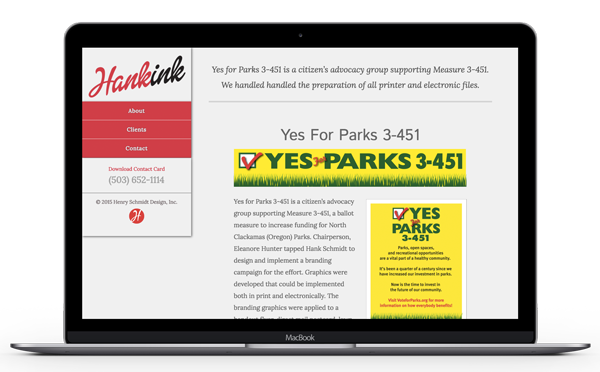 Hankink
About
Clients
Contact
Download Contact Card
(503) 652-1114
© 2015 Henry Schmidt Design, Inc.
H
Yes for Parks 3-451 is a citizen's advocacy group supporting Measure 3-451.
We handled handled the preparation of all printer and electronic files.
Yes For Parks 3-451
YES for PARKS 3-451
Yes for Parks 3-451 is a citizen's advocacy
group supporting Measure 3-451, a ballot
measure to increase funding for North
Clackamas (Oregon) Parks. Chairperson,
Eleanore Hunter tapped Hank Schmidt to
design and implement a branding
campaign for the effort. Graphics were
developed that could be implemented
both in print and electronically. The
branding graphics were applied to a
YES
for
PARKS
3-451
Parks, open spaces,
and recreational opportunities
are a vital part of a healthy community.
It's been a quarter of a century since we
have increased our investment in parks.
Now is the time to invest in
the future of our community.
Visit VoteforParks.org for more
information on how everybody benefits!
MacBook